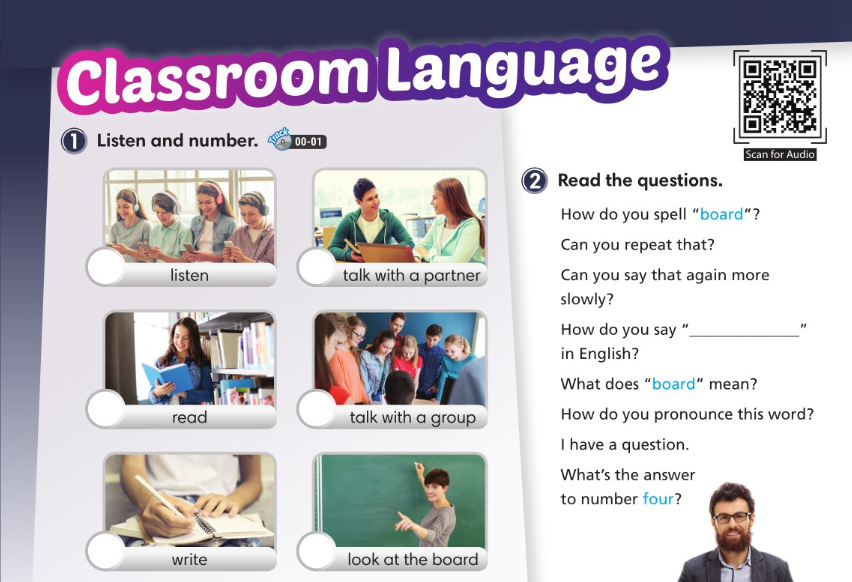 Classroom Language
1 Listen and number. Track 00-01
listen
talk with a partner
read
talk with a group
write
look at the board
Scan for Audio
2 Read the questions.
How do you spell “board”?
Can you repeat that?
Can you say that again more
slowly?
How do you say “______________”
in English?
What does “board” mean?
How do you pronounce this word?
I have a question.
What’s the answer
to number four?